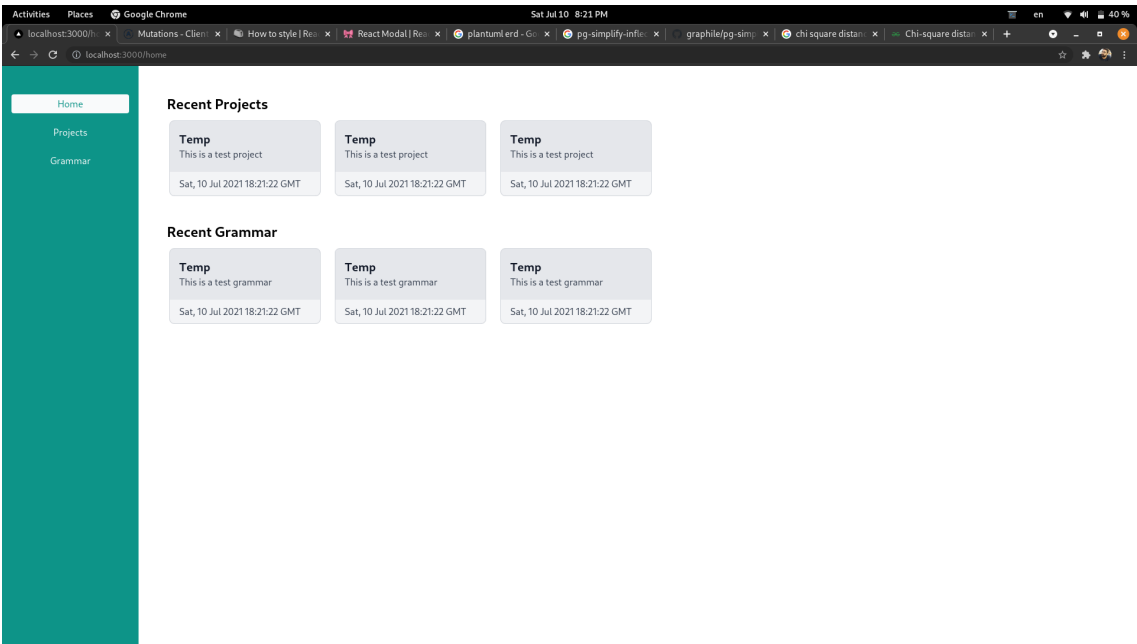 Activities Places Google Chrome Sat Jul 10 8:21 PM en 40 %
localhost:3000/h Mutations - Client How to style | Rea React Modal | Rea plantuml erd - Go pg-simplify-inflec graphile/pg-simp chi square distanc Chi-square distan
localhost:3000/home
Home
Projects
Grammar
Recent Projects
Temp
This is a test project
Sat, 10 Jul 2021 18:21:22 GMT
Temp
This is a test project
Sat, 10 Jul 2021 18:21:22 GMT
Temp
This is a test project
Sat, 10 Jul 2021 18:21:22 GMT
Recent Grammar
Temp
This is a test grammar
Sat, 10 Jul 2021 18:21:22 GMT
Temp
This is a test grammar
Sat, 10 Jul 2021 18:21:22 GMT
Temp
This is a test grammar
Sat, 10 Jul 2021 18:21:22 GMT